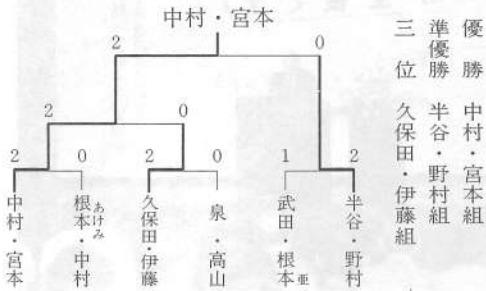 中村・宮本
2 0
2 0
2 0 2 0 1 2
中村・宮本
根本あけみ・中村
久保田・伊藤
泉・高山
武田・根本亜
半谷・野村
優勝 中村・宮本組
準優勝 半谷・野村組
三位 久保田・伊藤組